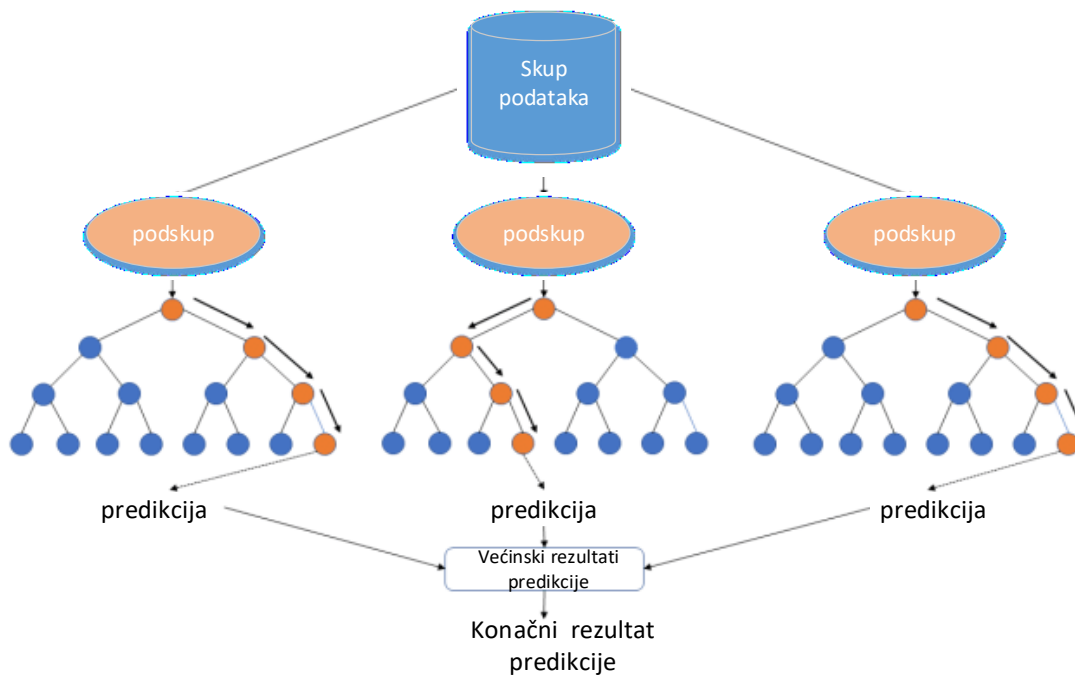 Skup
podataka
podskup
podskup
podskup
predikcija
predikcija
predikcija
Većinski rezultati
predikcije
Konačni rezultat
predikcije